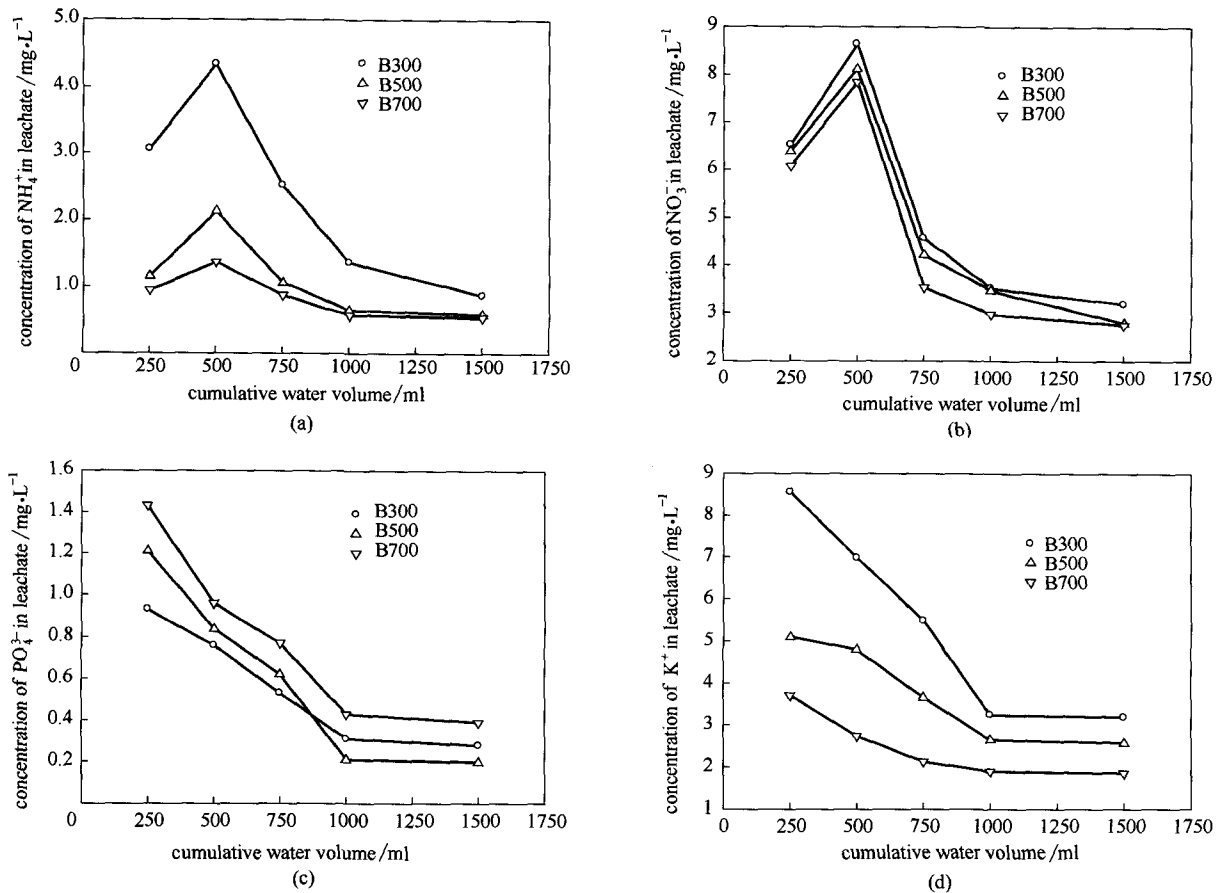 5.0
4.0
3.0
2.0
1.0
concentration of NH₄⁺ in leachate /mg•L⁻¹
B300
B500
B700
0 250 500 750 1000 1250 1500 1750
cumulative water volume/ml
(a)
9
8
7
6
5
4
3
2
concentration of NO₃⁻ in leachate /mg•L⁻¹
B300
B500
B700
0 250 500 750 1000 1250 1500 1750
cumulative water volume/ml
(b)
1.6
1.4
1.2
1.0
0.8
0.6
0.4
0.2
concentration of PO₄³⁻ in leachate /mg•L⁻¹
B300
B500
B700
0 250 500 750 1000 1250 1500 1750
cumulative water volume/ml
(c)
9
8
7
6
5
4
3
2
1
concentration of K⁺ in leachate /mg•L⁻¹
B300
B500
B700
0 250 500 750 1000 1250 1500 1750
cumulative water volume/ml
(d)